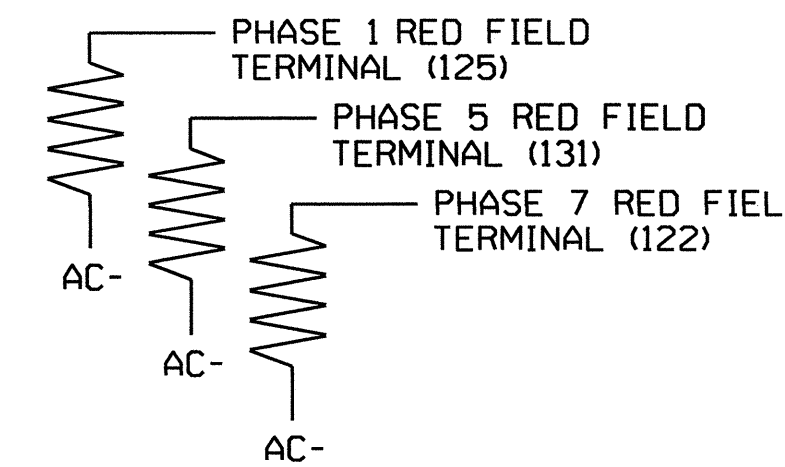 PHASE 1 RED FIELD
TERMINAL (125)
PHASE 5 RED FIELD
TERMINAL (131)
PHASE 7 RED FIEL
TERMINAL (122)
AC-
AC-
AC-